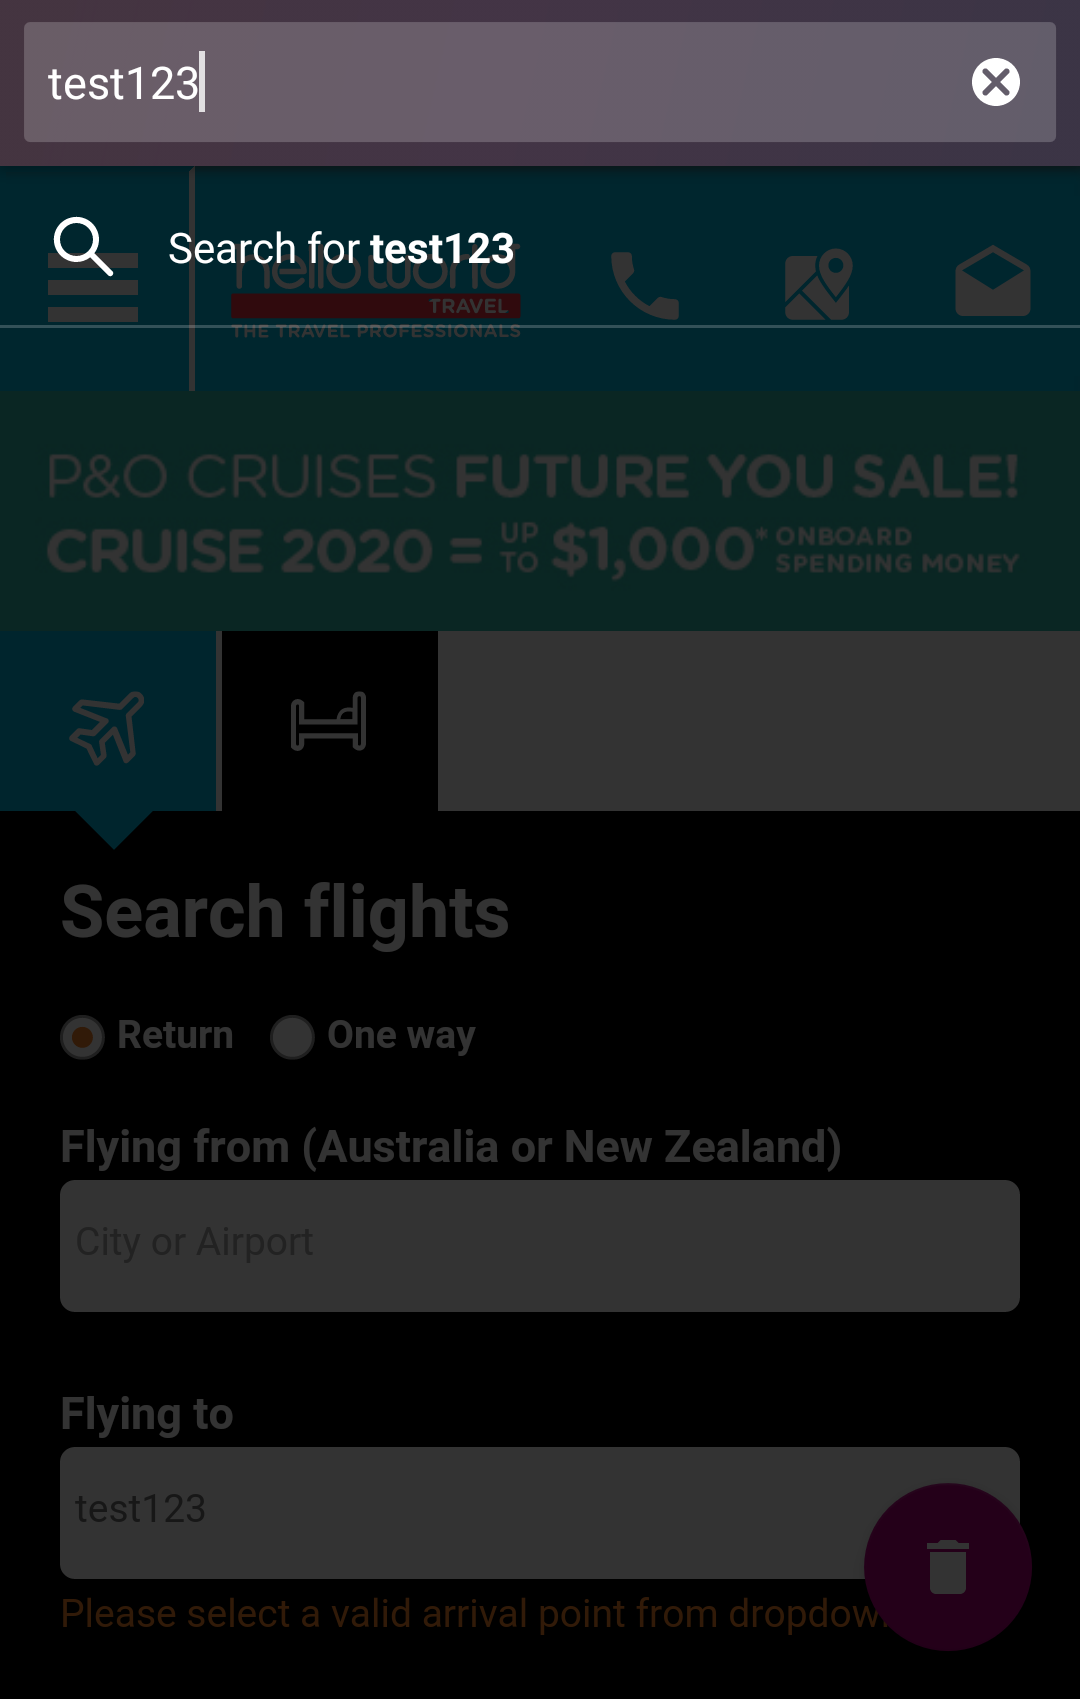 test123
Search for test123
helloworld
TRAVEL
THE TRAVEL PROFESSIONALS
P&O CRUISES FUTURE YOU SALE!
CRUISE 2020 = UP TO $1,000* ONBOARD SPENDING MONEY
Search flights
Return One way
Flying from (Australia or New Zealand)
City or Airport
Flying to
test123
Please select a valid arrival point from